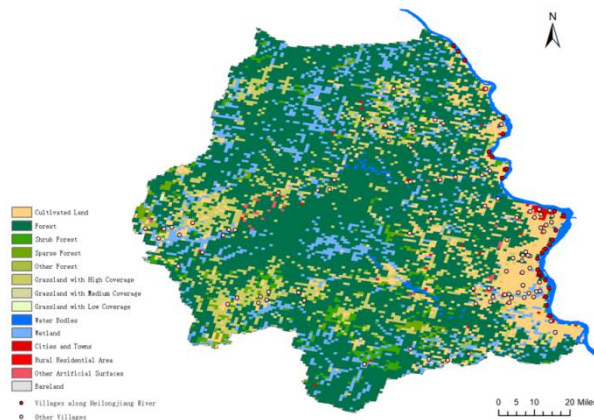 N
Cultivated Land
Forest
Shrub Forest
Sparse Forest
Other Forest
Grassland with High Coverage
Grassland with Medium Coverage
Grassland with Low Coverage
Water Bodies
Wetland
Cities and Towns
Rural Residential Area
Other Artificial Surfaces
Bareland
Villages along Heilongjiang River
Other Villages
0 5 10 15 20 Miles